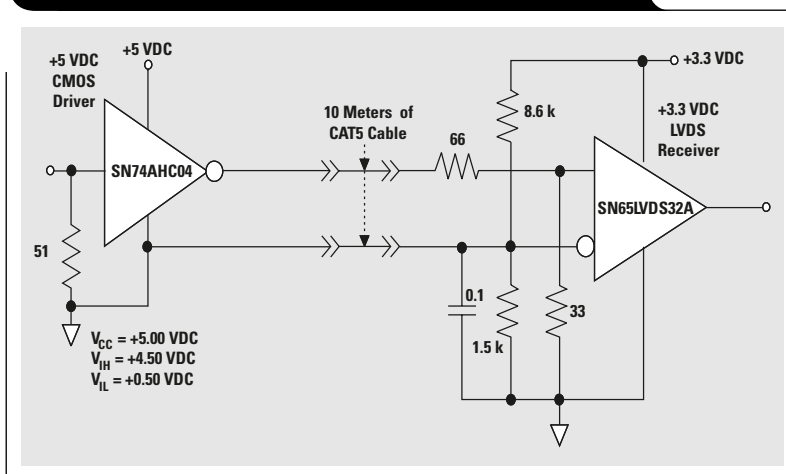 +5 VDC
CMOS
Driver
+5 VDC
SN74AHC04
51
V_CC = +5.00 VDC
V_IH = +4.50 VDC
V_IL = +0.50 VDC
10 Meters of
CAT5 Cable
66
8.6 k
0.1
1.5 k
33
+3.3 VDC
+3.3 VDC
LVDS
Receiver
SN65LVDS32A